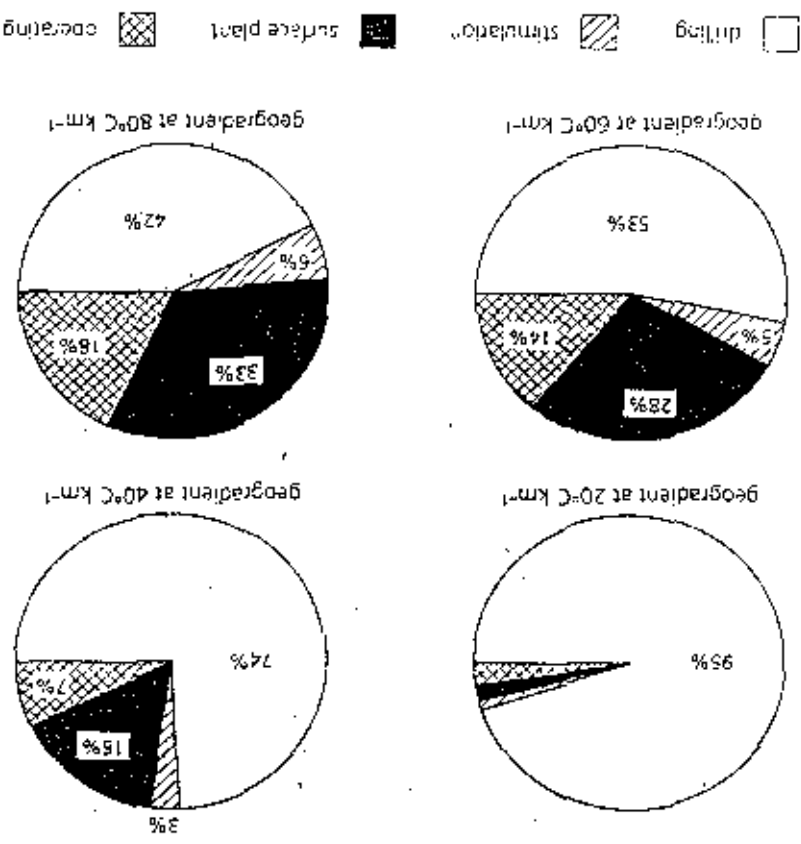 drilling
stimulation
surface plant
operating
geogradient at 60°C km⁻¹
53%
5%
14%
28%
geogradient at 80°C km⁻¹
42%
6%
18%
33%
geogradient at 20°C km⁻¹
95%
geogradient at 40°C km⁻¹
74%
7%
15%
3%